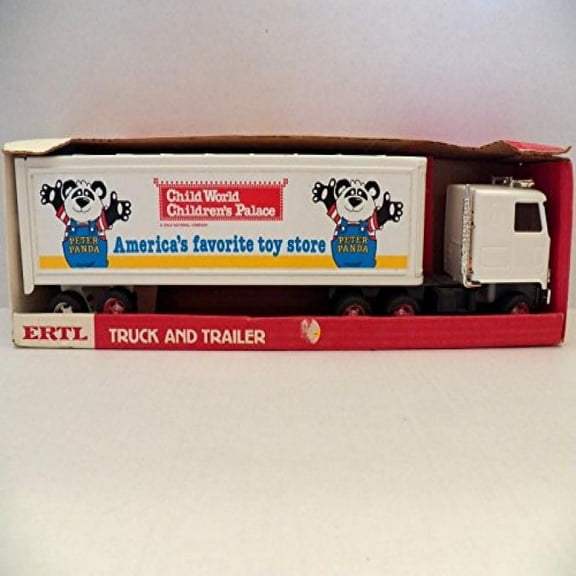 Child World
Children's Palace
America's favorite toy store
PETER
PANDA
PETER
PANDA
ERTL
TRUCK AND TRAILER